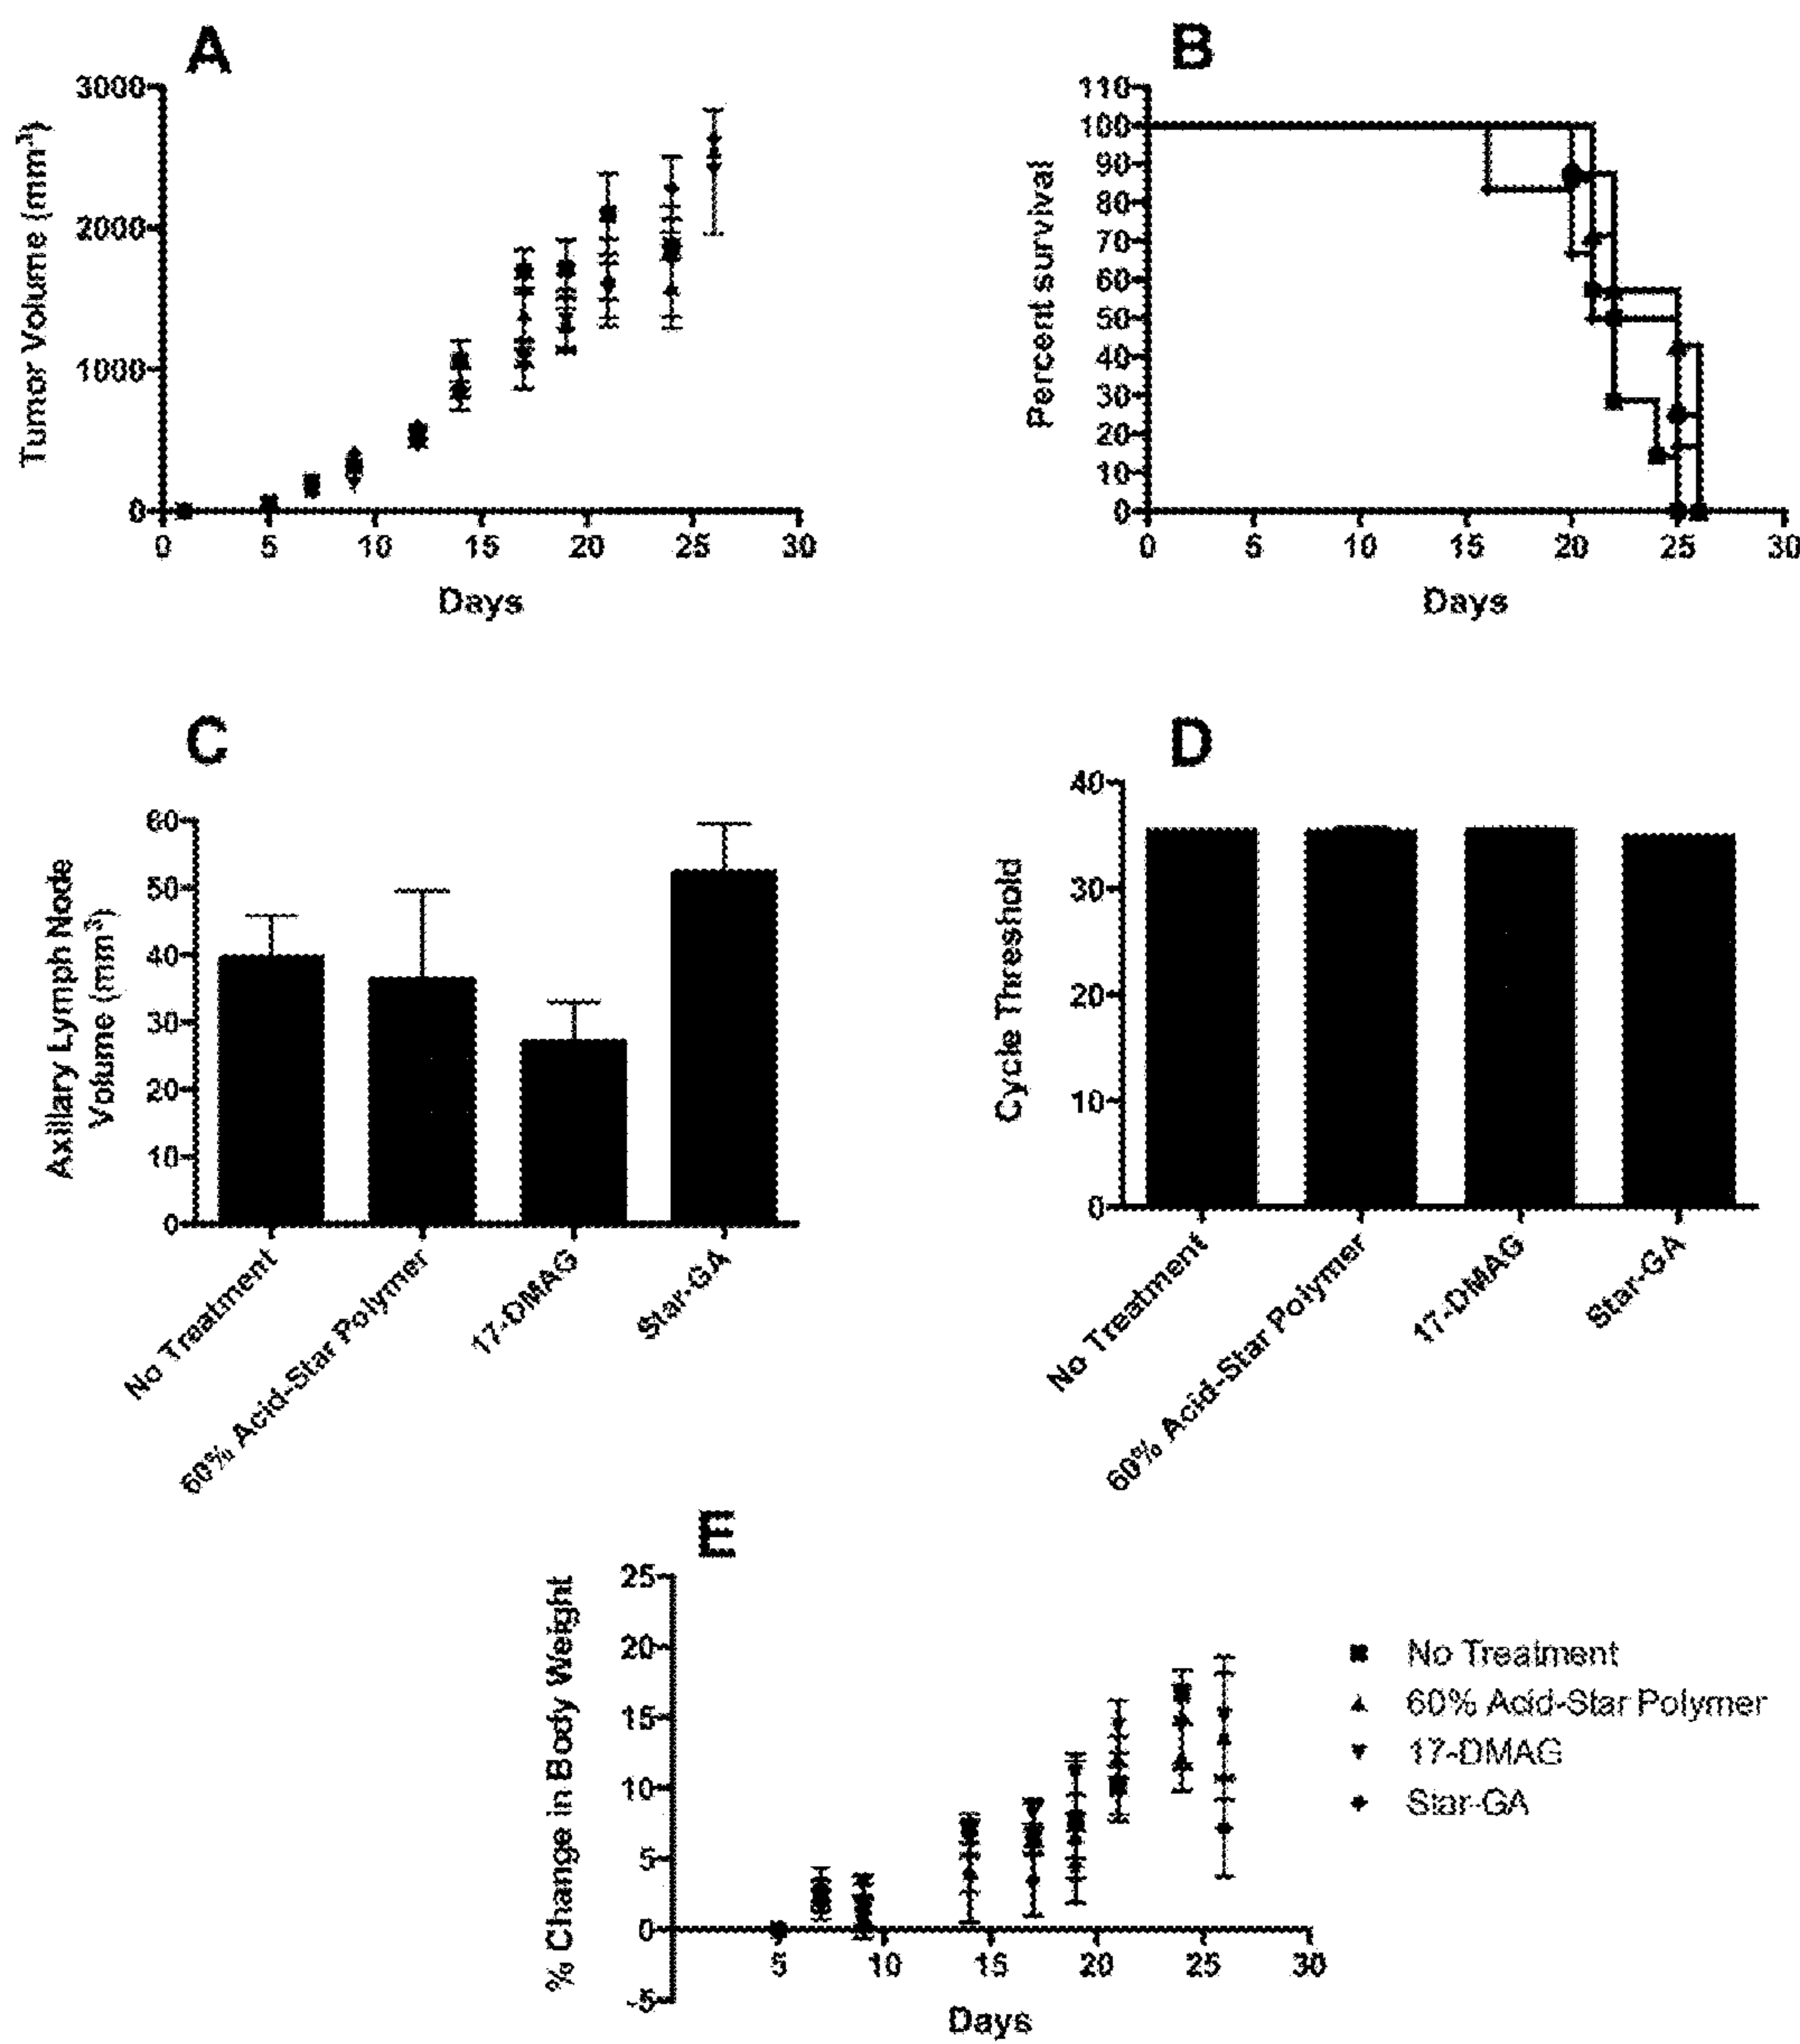 A
3000
2000
1000
0
0 5 10 15 20 25 30
Tumor Volume (mm³)
Days
B
110
100
90
80
70
60
50
40
30
20
10
0
0 5 10 15 20 25 30
Percent survival
Days
C
60
50
40
30
20
10
0
Axillary Lymph Node
Volume (mm³)
No Treatment
60% Acid-Star Polymer
17-DMAG
Star-GA
D
40
30
20
10
0
Cycle Threshold
No Treatment
60% Acid-Star Polymer
17-DMAG
Star-GA
E
25
20
15
10
5
0
-5
5 10 15 20 25 30
% Change in Body Weight
Days
No Treatment
60% Acid-Star Polymer
17-DMAG
Star-GA